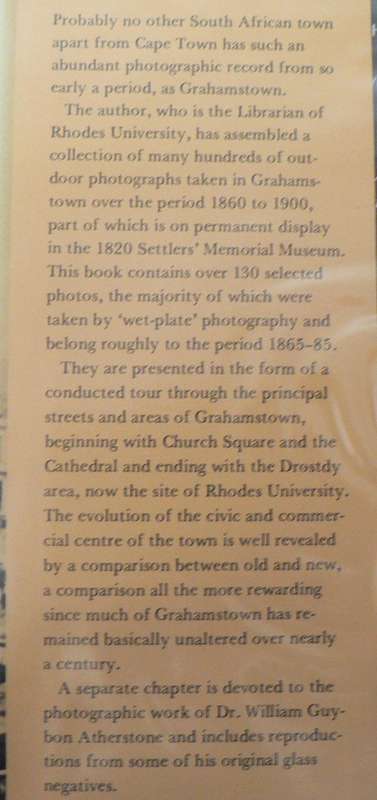 Probably no other South African town
apart from Cape Town has such an
abundant photographic record from so
early a period, as Grahamstown.
The author, who is the Librarian of
Rhodes University, has assembled a
collection of many hundreds of out-
door photographs taken in Grahams-
town over the period 1860 to 1900,
part of which is on permanent display
in the 1820 Settlers' Memorial Museum.
This book contains over 130 selected
photos, the majority of which were
taken by 'wet-plate' photography and
belong roughly to the period 1865–85.
They are presented in the form of a
conducted tour through the principal
streets and areas of Grahamstown,
beginning with Church Square and the
Cathedral and ending with the Drostdy
area, now the site of Rhodes University.
The evolution of the civic and commer-
cial centre of the town is well revealed
by a comparison between old and new,
a comparison all the more rewarding
since much of Grahamstown has re-
mained basically unaltered over nearly
a century.
A separate chapter is devoted to the
photographic work of Dr. William Guy-
bon Atherstone and includes reproduc-
tions from some of his original glass
negatives.